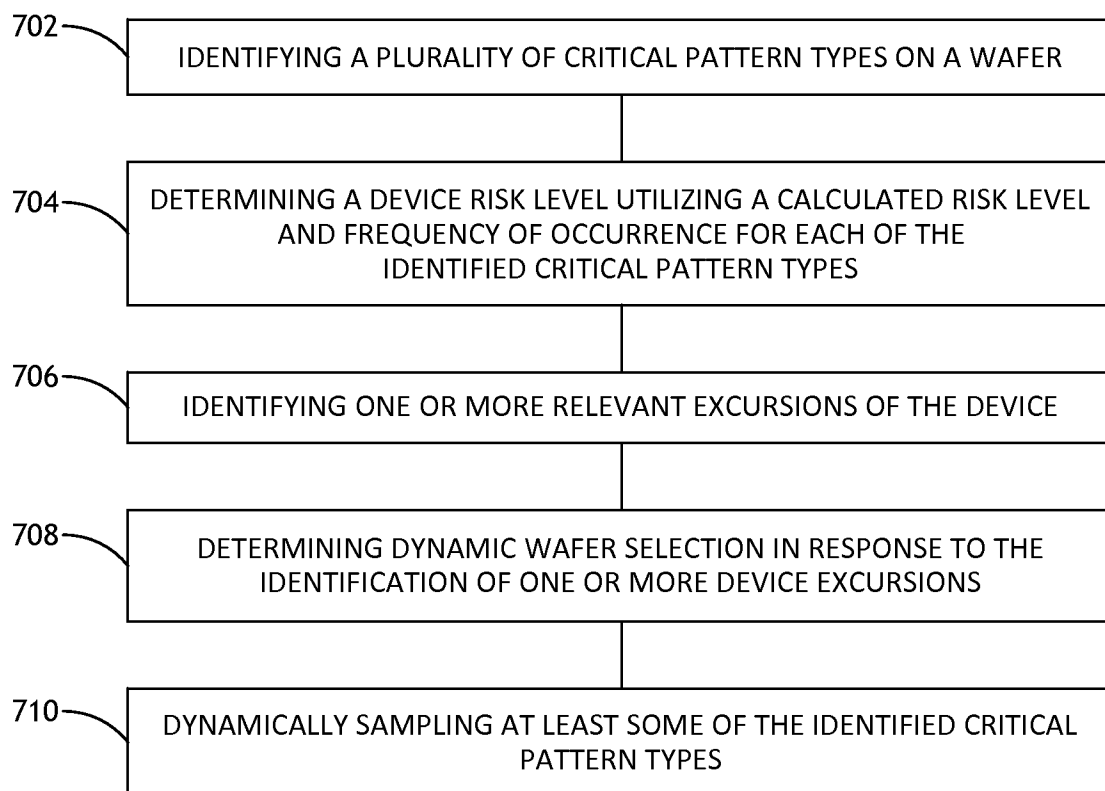 702
IDENTIFYING A PLURALITY OF CRITICAL PATTERN TYPES ON A WAFER
704
DETERMINING A DEVICE RISK LEVEL UTILIZING A CALCULATED RISK LEVEL
AND FREQUENCY OF OCCURRENCE FOR EACH OF THE
IDENTIFIED CRITICAL PATTERN TYPES
706
IDENTIFYING ONE OR MORE RELEVANT EXCURSIONS OF THE DEVICE
708
DETERMINING DYNAMIC WAFER SELECTION IN RESPONSE TO THE
IDENTIFICATION OF ONE OR MORE DEVICE EXCURSIONS
710
DYNAMICALLY SAMPLING AT LEAST SOME OF THE IDENTIFIED CRITICAL
PATTERN TYPES